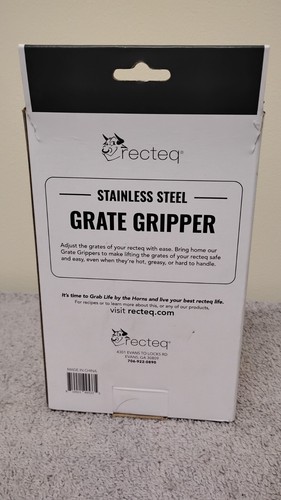 recteq®
STAINLESS STEEL
GRATE GRIPPER
Adjust the grates of your recteq with ease. Bring home our
Grate Grippers to make lifting the grates of your recteq safe
and easy, even when they're hot, greasy, or hard to handle.
It's time to Grab Life by the Horns and live your best recteq life.
For recipes or to learn more about this, or any of our products,
visit recteq.com
recteq®
4301 EVANS TO LOCKS RD
EVANS, GA 30809
706-922-0890
MADE IN CHINA